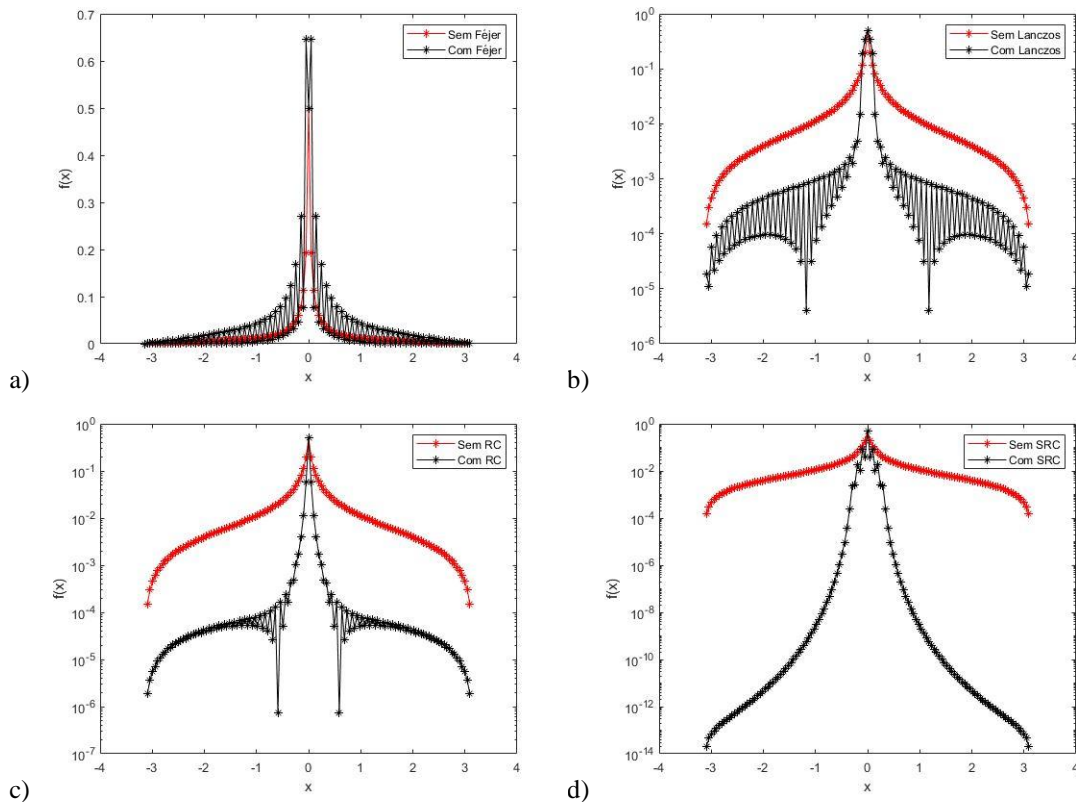 0.7
0.6
0.5
0.4
0.3
0.2
0.1
0
-4 -3 -2 -1 0 1 2 3 4
f(x)
x
Sem Féjer
Com Féjer
a)
10^0
10^-1
10^-2
10^-3
10^-4
10^-5
10^-6
-4 -3 -2 -1 0 1 2 3 4
f(x)
x
Sem Lanczos
Com Lanczos
b)
10^0
10^-1
10^-2
10^-3
10^-4
10^-5
10^-6
10^-7
-4 -3 -2 -1 0 1 2 3 4
f(x)
x
Sem RC
Com RC
c)
10^0
10^-2
10^-4
10^-6
10^-8
10^-10
10^-12
10^-14
-4 -3 -2 -1 0 1 2 3 4
f(x)
x
Sem SRC
Com SRC
d)